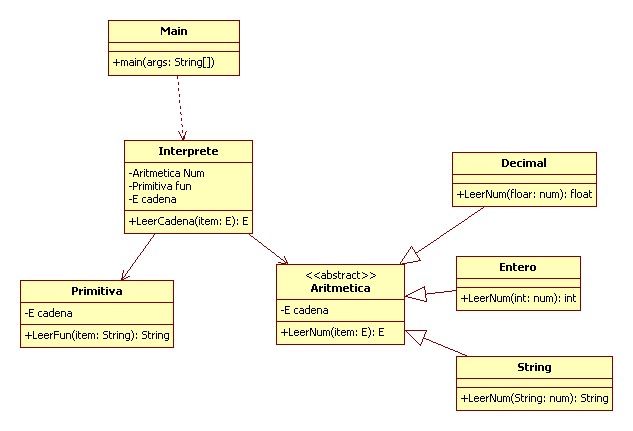 Main
+main(args: String[])
Interprete
-Aritmetica Num
-Primitiva fun
-E cadena
+LeerCadena(item: E): E
Decimal
+LeerNum(floar: num): float
Primitiva
-E cadena
+LeerFun(item: String): String
<<abstract>>
Aritmetica
-E cadena
+LeerNum(item: E): E
Entero
+LeerNum(int: num): int
String
+LeerNum(String: num): String